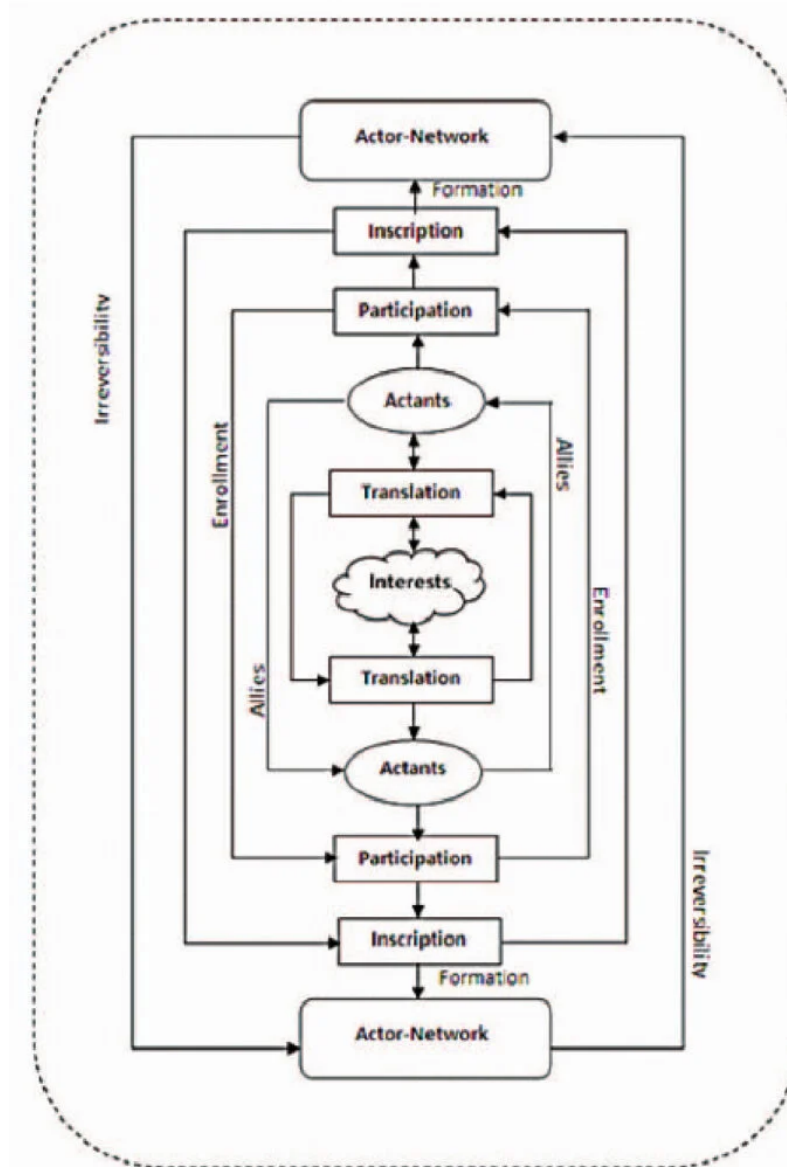 Actor-Network
Formation
Inscription
Participation
Irreversibility
Actants
Enrollment
Allies
Translation
Interests
Enrollment
Translation
Allies
Actants
Participation
Irreversibility
Inscription
Formation
Actor-Network